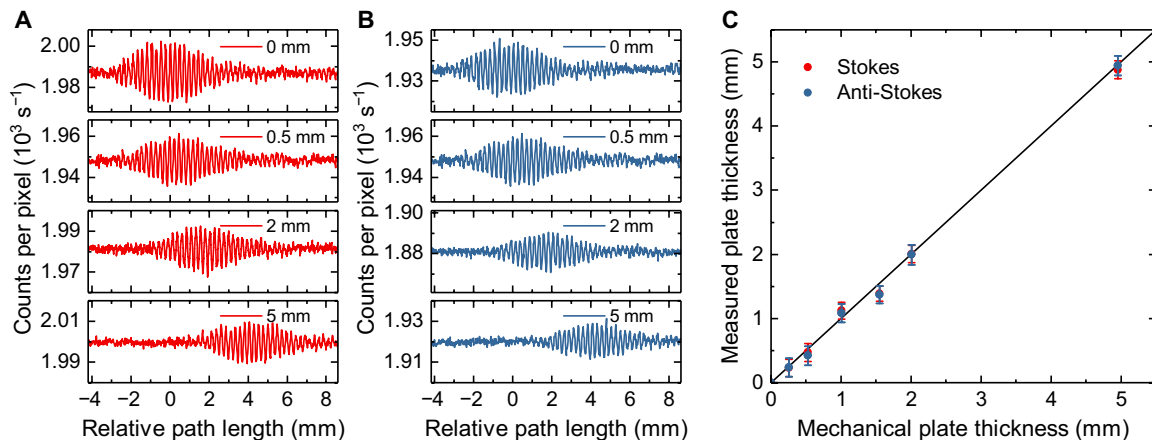 A
B
C
Counts per pixel (10³ s⁻¹)
2.00
1.98
0 mm
1.96
1.94
0.5 mm
1.99
1.97
2 mm
2.01
1.99
5 mm
−4 −2 0 2 4 6 8
Relative path length (mm)
Counts per pixel (10³ s⁻¹)
1.95
1.93
0 mm
1.96
1.94
0.5 mm
1.90
1.88
2 mm
1.93
1.91
5 mm
−4 −2 0 2 4 6 8
Relative path length (mm)
Measured plate thickness (mm)
5
4
3
2
1
0
Stokes
Anti-Stokes
0 1 2 3 4 5
Mechanical plate thickness (mm)